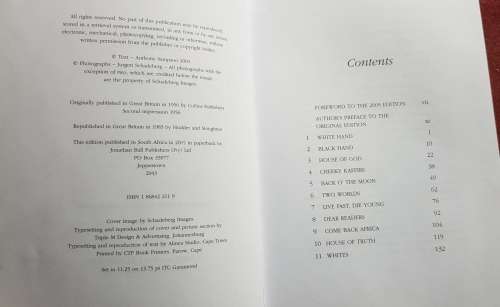 All rights reserved. No part of this publication may be reproduced,
stored in a retrieval system or transmitted, in any form or by any means,
electronic, mechanical, photocopying, recording or otherwise, without
written permission from the publisher or copyright holder.
© Text – Anthony Sampson 2005
© Photographs – Jurgen Schadeberg – All photographs with the
exception of two, which are credited below the image,
are the property of Schadeberg Images.
Originally published in Great Britain in 1956 by Collins Publishers
Second impression 1956
Republished in Great Britain in 1983 by Hodder and Stoughton
This edition published in South Africa in 2005 in paperback by
Jonathan Ball Publishers (Pty) Ltd
PO Box 33977
Jeppestown
2043
ISBN 1 86842 211 9
Cover image by Schadeberg Images
Typesetting and reproduction of cover and picture section by
Triple M Design & Advertising, Johannesburg
Typesetting and reproduction of text by Alinea Studio, Cape Town
Printed by CTP Book Printers, Parow, Cape
Set in 11.25 on 13.75 pt ITC Garamond
Contents
FOREWORD TO THE 2005 EDITION vii
AUTHOR'S PREFACE TO THE
ORIGINAL EDITION xi
1 WHITE HAND 1
2 BLACK HAND 10
3 HOUSE OF GOD 22
4 CHEEKY KAFFIRS 38
5 BACK O' THE MOON 49
6 TWO WORLDS 62
7 LIVE FAST, DIE YOUNG 76
8 DEAR READERS 92
9 COME BACK AFRICA 104
10 HOUSE OF TRUTH 119
11 WHITES 132